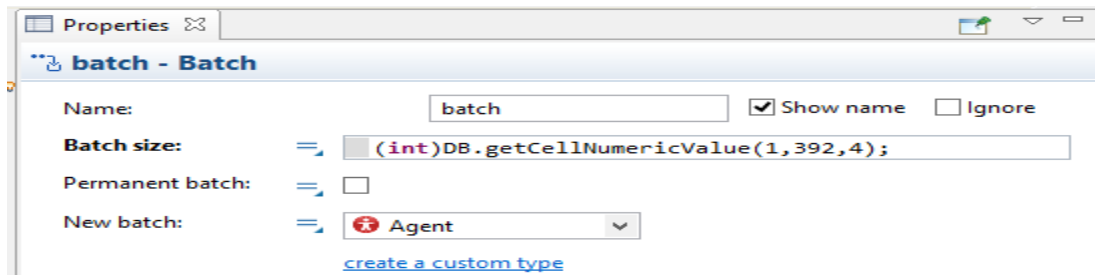 Properties
batch - Batch
Name: batch Show name Ignore
Batch size: (int)DB.getCellNumericValue(1,392,4);
Permanent batch:
New batch: Agent
create a custom type